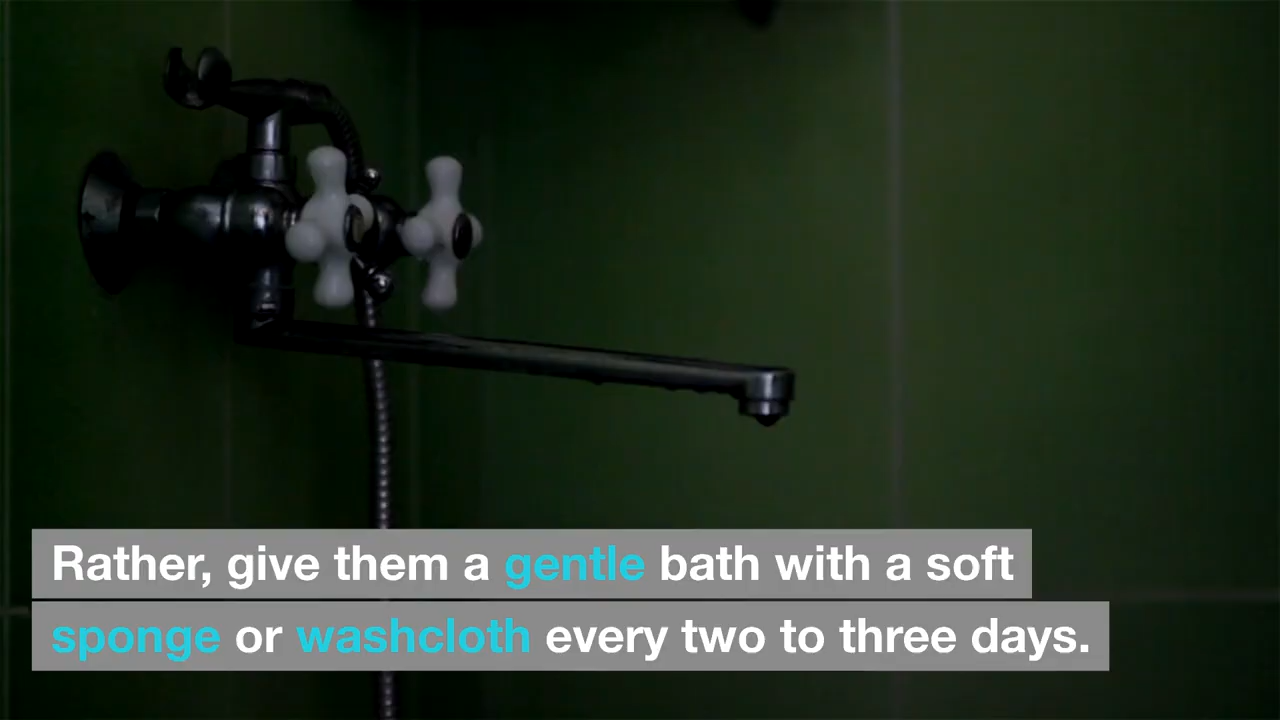 Rather, give them a gentle bath with a soft
sponge or washcloth every two to three days.